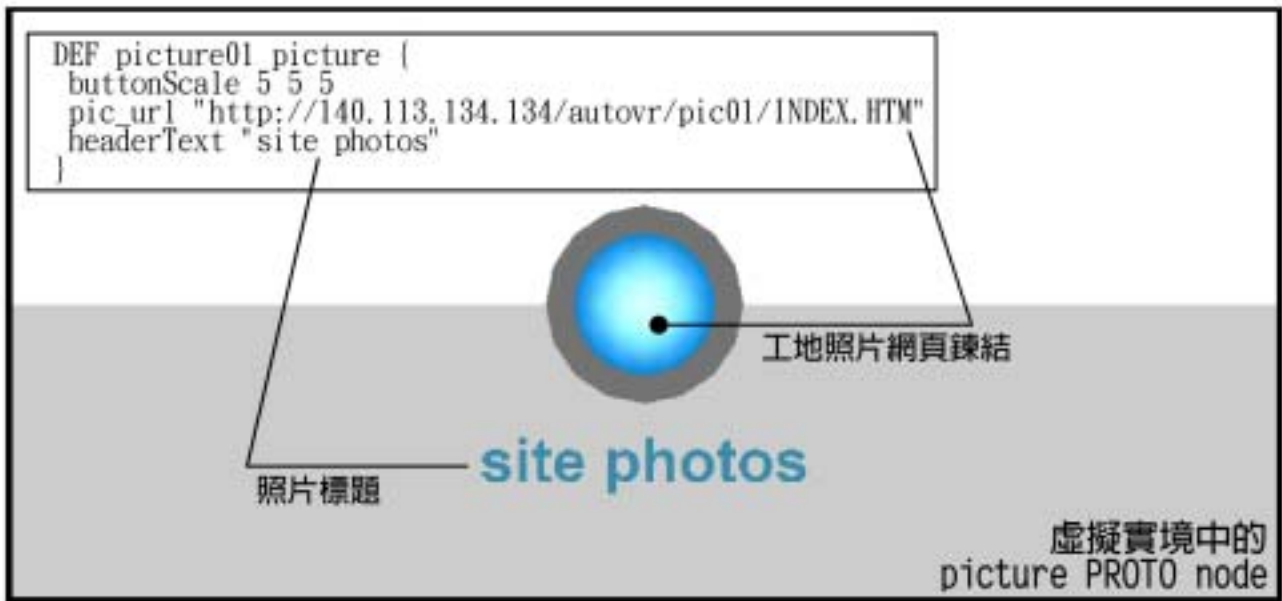 DEF picture01 picture {
buttonScale 5 5 5
pic_url "http://140.113.134.134/autovr/pic01/INDEX.HTM"
headerText "site photos"
}
工地照片網頁鍊結
site photos
照片標題
虛擬實境中的
picture PROTO node